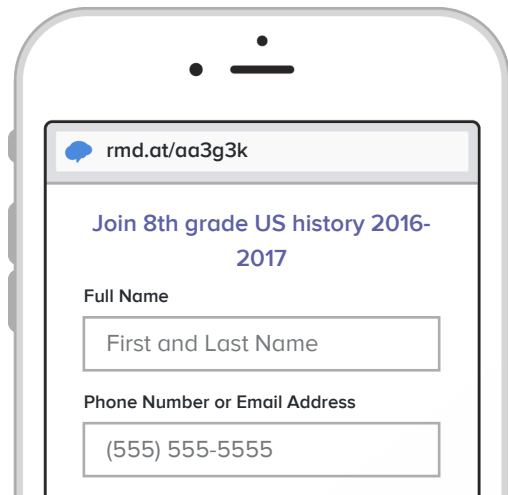 rmd.at/aa3g3k
Join 8th grade US history 2016-
2017
Full Name
First and Last Name
Phone Number or Email Address
(555) 555-5555